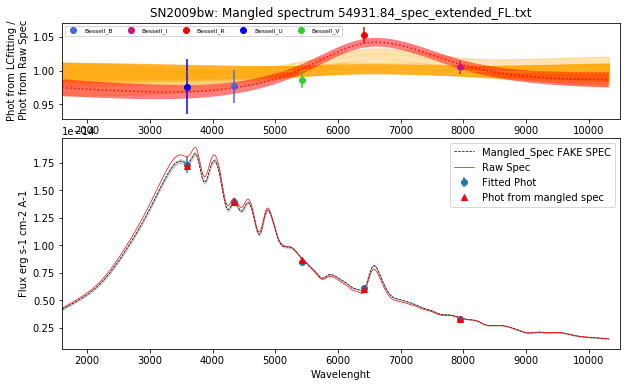 SN2009bw: Mangled spectrum 54931.84_spec_extended_FL.txt
Phot from LCfitting /
Phot from Raw Spec
1.05
1.00
0.95
Bessell_B
Bessell_I
Bessell_R
Bessell_U
Bessell_V
2000 3000 4000 5000 6000 7000 8000 9000 10000
1e−14
Flux erg s-1 cm-2 A-1
1.75
1.50
1.25
1.00
0.75
0.50
0.25
Mangled_Spec FAKE SPEC
Raw Spec
Fitted Phot
Phot from mangled spec
2000 3000 4000 5000 6000 7000 8000 9000 10000
Wavelenght